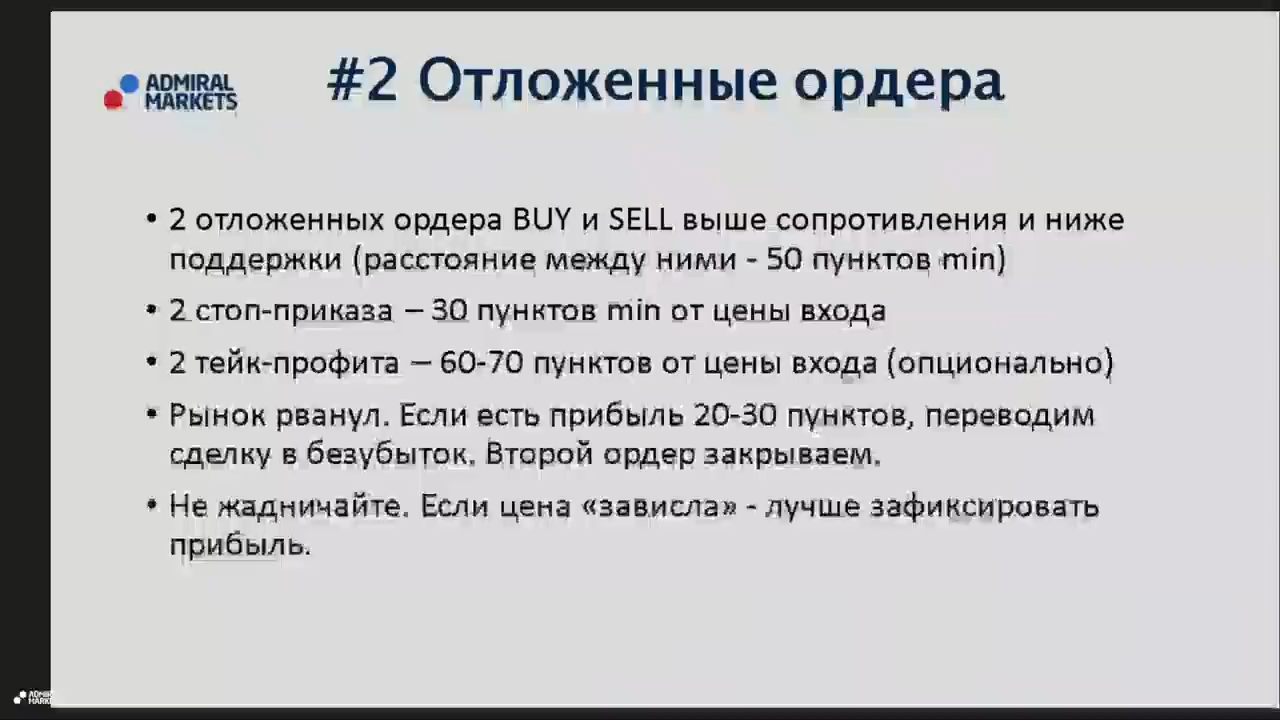 ADMIRAL
MARKETS
#2 Отложенные ордера
• 2 отложенных ордера BUY и SELL выше сопротивления и ниже
поддержки (расстояние между ними - 50 пунктов min)
• 2 стоп-приказа – 30 пунктов min от цены входа
• 2 тейк-профита – 60-70 пунктов от цены входа (опционально)
• Рынок рванул. Если есть прибыль 20-30 пунктов, переводим
сделку в безубыток. Второй ордер закрываем.
• Не жадничайте. Если цена «зависла» - лучше зафиксировать
прибыль.